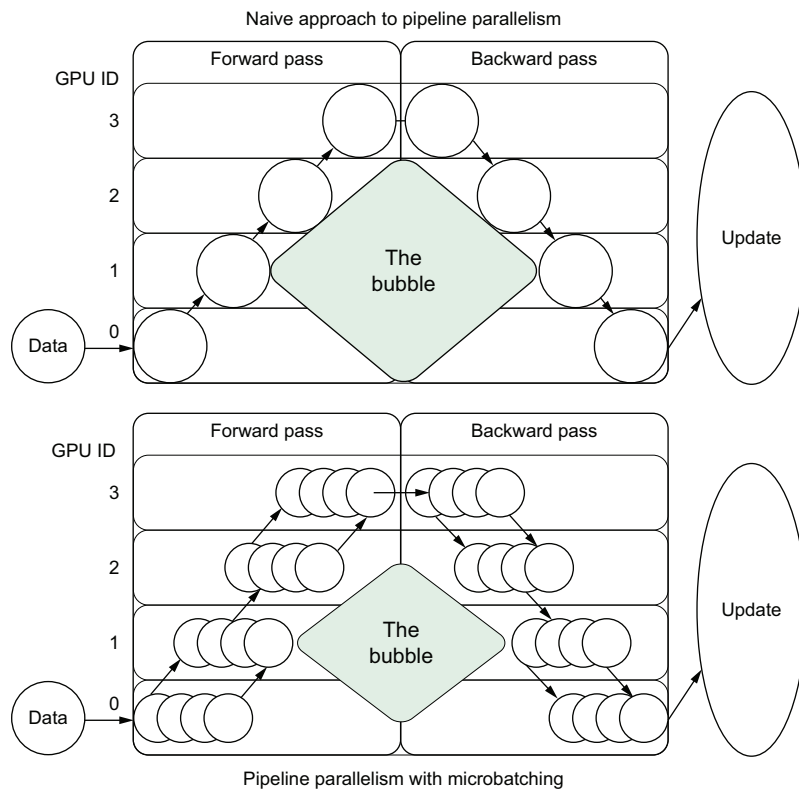 Naive approach to pipeline parallelism
Forward pass
Backward pass
GPU ID
3
2
1
0
Data
The
bubble
Update
Forward pass
Backward pass
GPU ID
3
2
1
0
Data
The
bubble
Update
Pipeline parallelism with microbatching